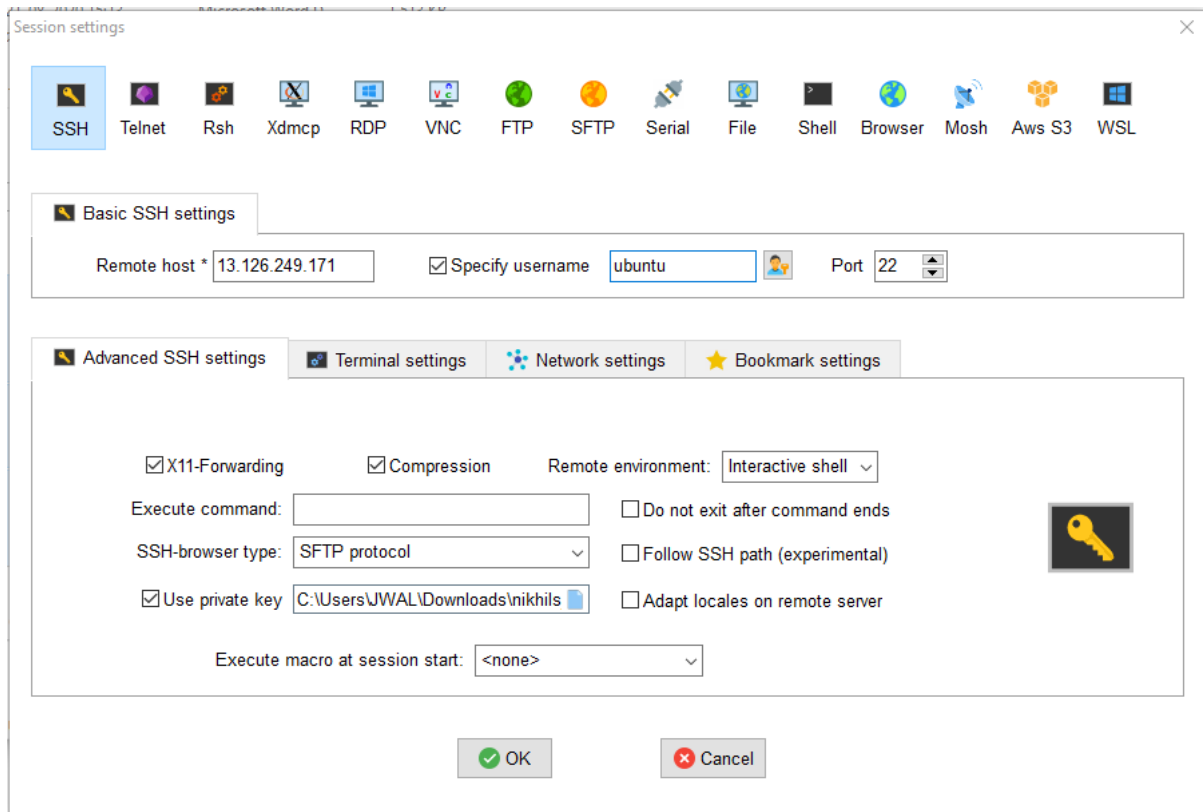 Session settings
SSH Telnet Rsh Xdmcp RDP VNC FTP SFTP Serial File Shell Browser Mosh Aws S3 WSL
Basic SSH settings
Remote host * 13.126.249.171 Specify username ubuntu Port 22
Advanced SSH settings Terminal settings Network settings Bookmark settings
X11-Forwarding Compression Remote environment: Interactive shell
Execute command: Do not exit after command ends
SSH-browser type: SFTP protocol Follow SSH path (experimental)
Use private key C:\Users\JWAL\Downloads\nikhils Adapt locales on remote server
Execute macro at session start: <none>
OK Cancel